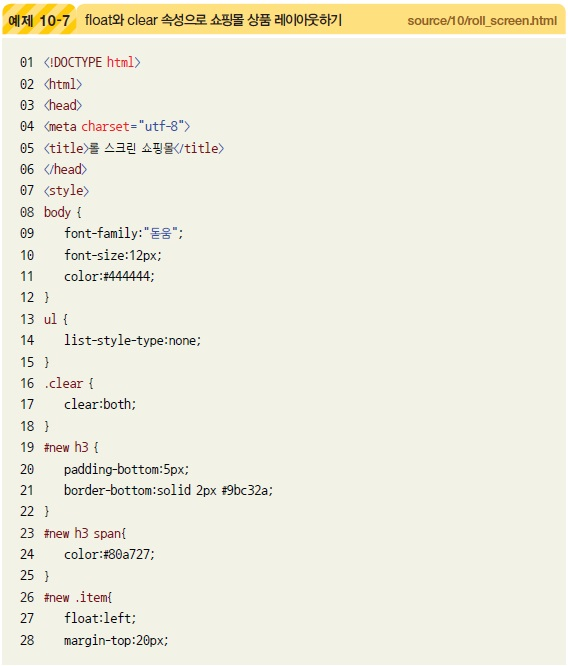 예제 10-7 float와 clear 속성으로 쇼핑몰 상품 레이아웃하기 source/10/roll_screen.html
01 <!DOCTYPE html>
02 <html>
03 <head>
04 <meta charset="utf-8">
05 <title>롤 스크린 쇼핑몰</title>
06 </head>
07 <style>
08 body {
09 font-family:"돋움";
10 font-size:12px;
11 color:#444444;
12 }
13 ul {
14 list-style-type:none;
15 }
16 .clear {
17 clear:both;
18 }
19 #new h3 {
20 padding-bottom:5px;
21 border-bottom:solid 2px #9bc32a;
22 }
23 #new h3 span{
24 color:#80a727;
25 }
26 #new .item{
27 float:left;
28 margin-top:20px;